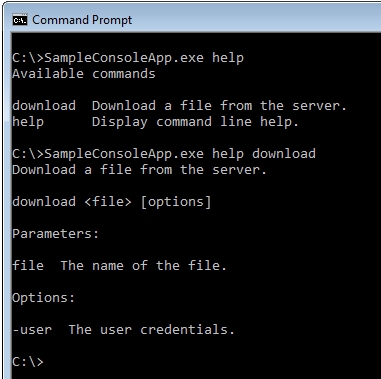 Command Prompt
C:\>SampleConsoleApp.exe help
Available commands
download  Download a file from the server.
help      Display command line help.
C:\>SampleConsoleApp.exe help download
Download a file from the server.
download <file> [options]
Parameters:
file  The name of the file.
Options:
-user  The user credentials.
C:\>